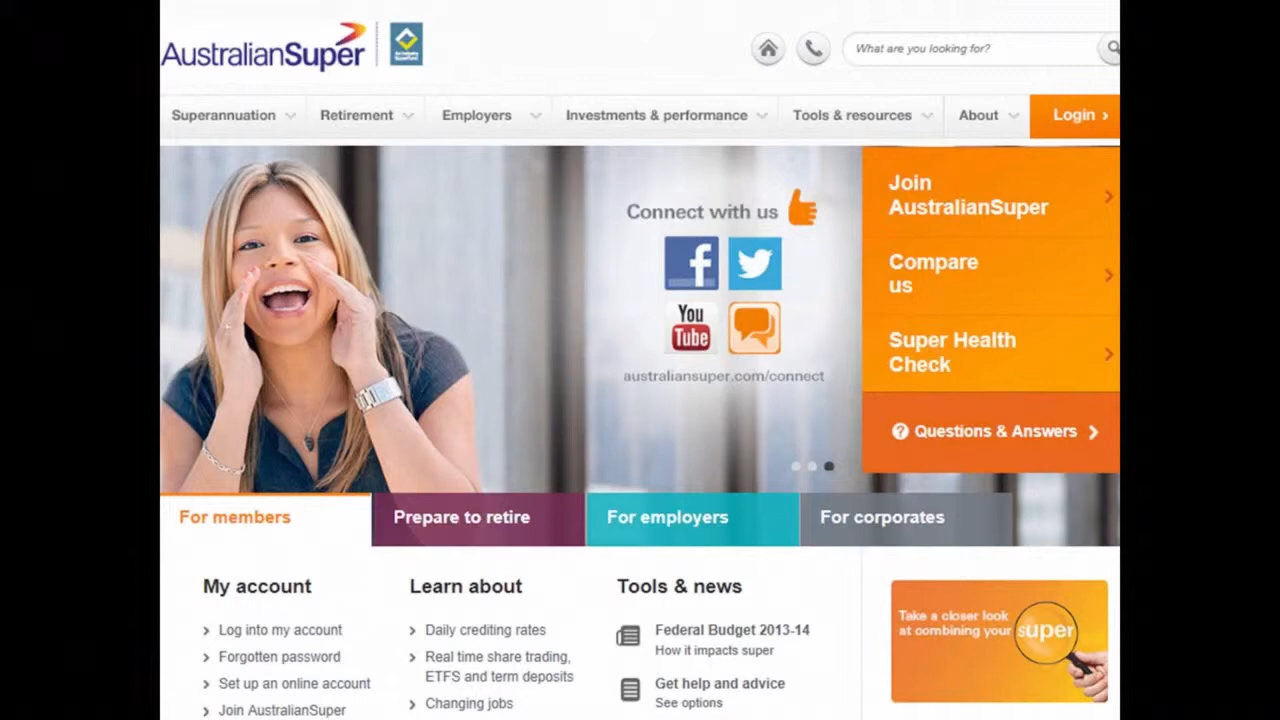 AustralianSuper
What are you looking for?
Superannuation
Retirement
Employers
Investments & performance
Tools & resources
About
Login
Connect with us
f
You
Tube
australiansuper.com/connect
Join
AustralianSuper
Compare
us
Super Health
Check
? Questions & Answers
For members
Prepare to retire
For employers
For corporates
My account
Log into my account
Forgotten password
Set up an online account
Join AustralianSuper
Learn about
Daily crediting rates
Real time share trading,
ETFS and term deposits
Changing jobs
Tools & news
Federal Budget 2013-14
How it impacts super
Get help and advice
See options
Take a closer look
at combining your super